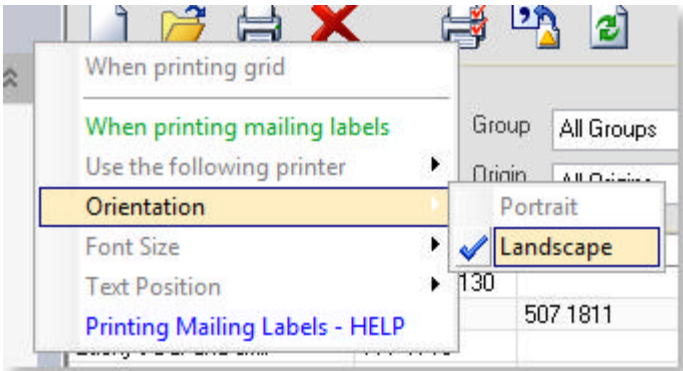 When printing grid
When printing mailing labels
Use the following printer
Orientation
Font Size
Text Position
Printing Mailing Labels - HELP
Portrait
Landscape
Group All Groups
Origin
130
507 1811